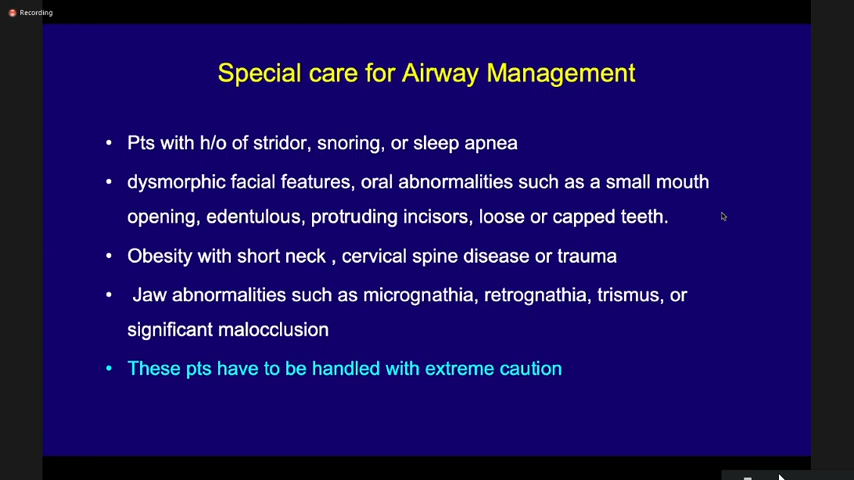 Recording
Special care for Airway Management
• Pts with h/o of stridor, snoring, or sleep apnea
• dysmorphic facial features, oral abnormalities such as a small mouth
opening, edentulous, protruding incisors, loose or capped teeth.
• Obesity with short neck , cervical spine disease or trauma
• Jaw abnormalities such as micrognathia, retrognathia, trismus, or
significant malocclusion
• These pts have to be handled with extreme caution